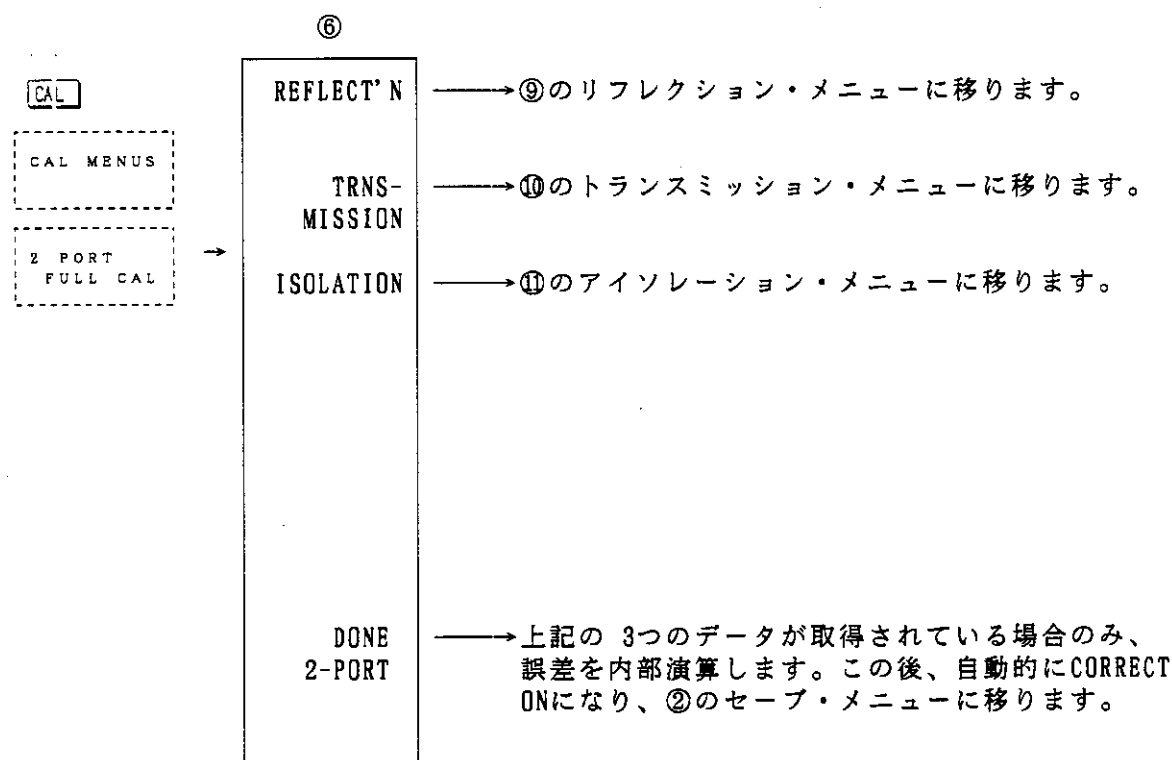 ⑥
CAL
CAL MENUS
2 PORT
FULL CAL
→
REFLECT'N ⟶ ⑨のリフレクション・メニューに移ります。
TRNS-
MISSION ⟶ ⑩のトランスミッション・メニューに移ります。
ISOLATION ⟶ ⑪のアイソレーション・メニューに移ります。
DONE
2-PORT ⟶ 上記の 3つのデータが取得されている場合のみ、
誤差を内部演算します。この後、自動的にCORRECT
ONになり、②のセーブ・メニューに移ります。